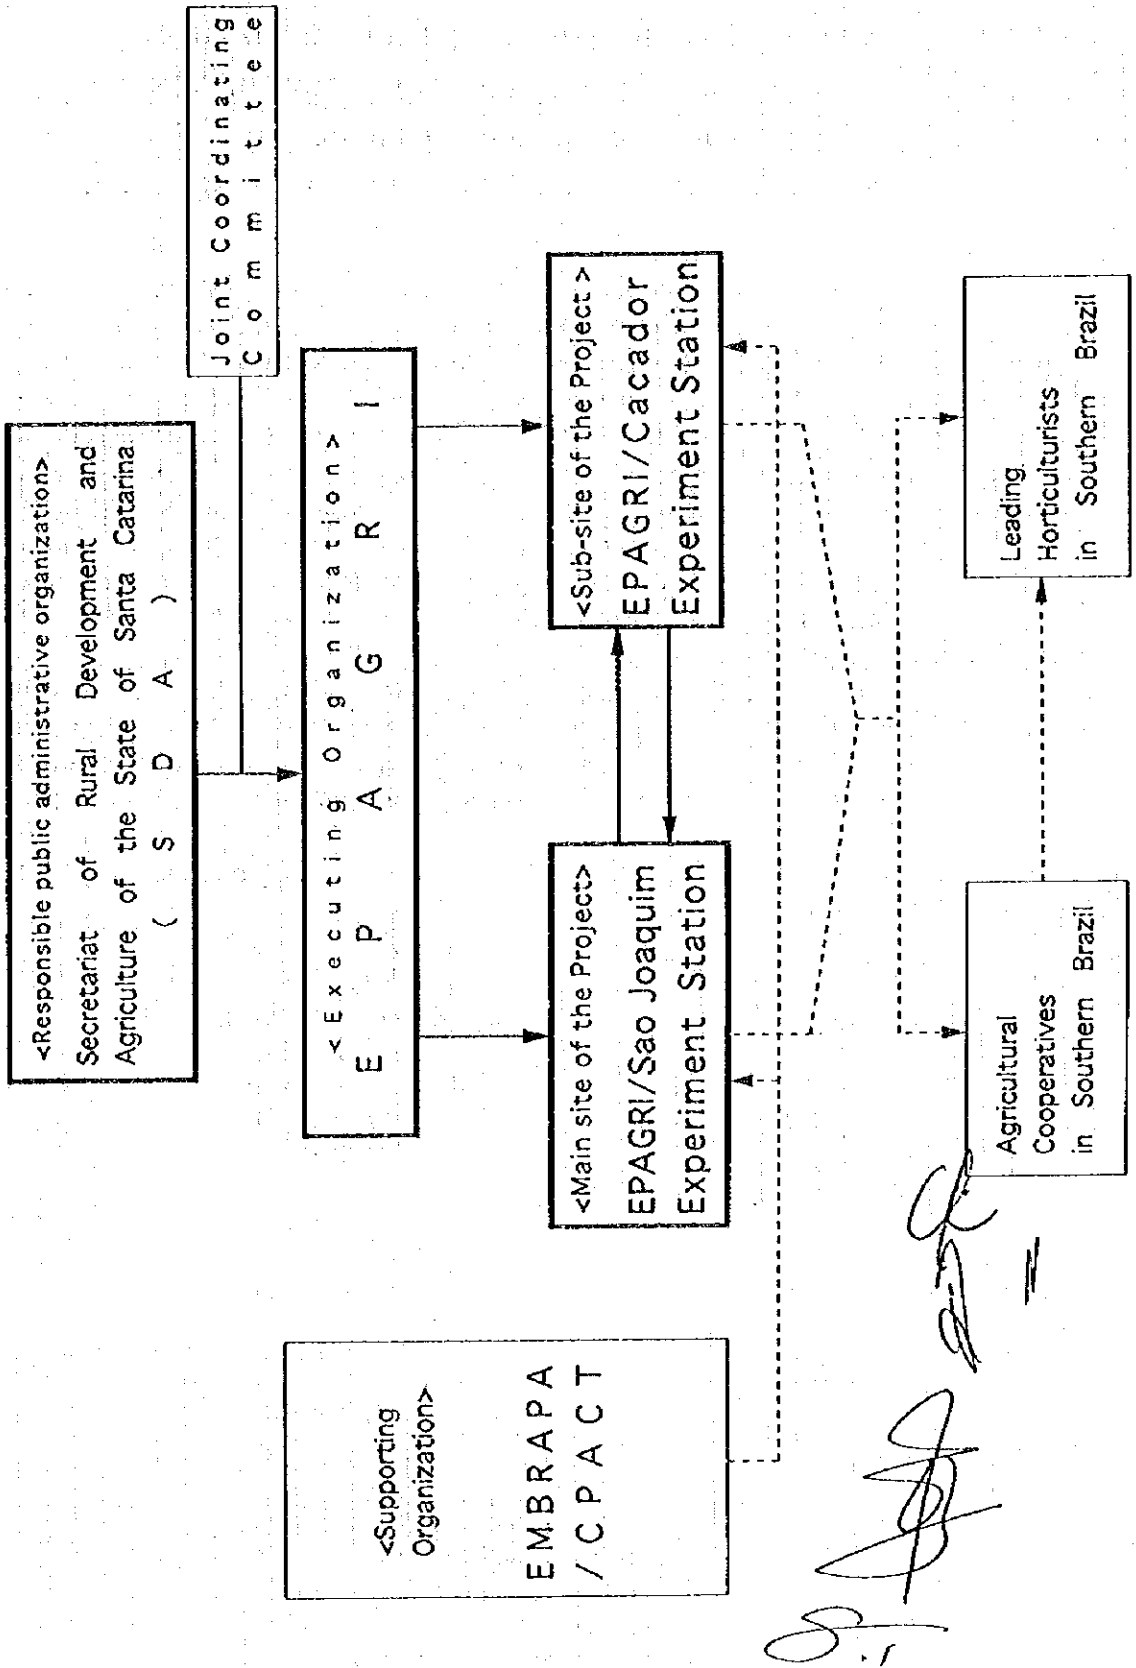 <Responsible public administrative organization>
Secretariat of Rural Development and
Agriculture of the State of Santa Catarina
( S D A )
Joint Coordinating
Committee
<Executing Organization>
E P A G R I
<Supporting
Organization>
EMBRAPA
/CPACT
<Main site of the Project>
EPAGRI/Sao Joaquim
Experiment Station
<Sub-site of the Project>
EPAGRI/Cacador
Experiment Station
Agricultural
Cooperatives
in Southern Brazil
Leading
Horticulturists
in Southern Brazil